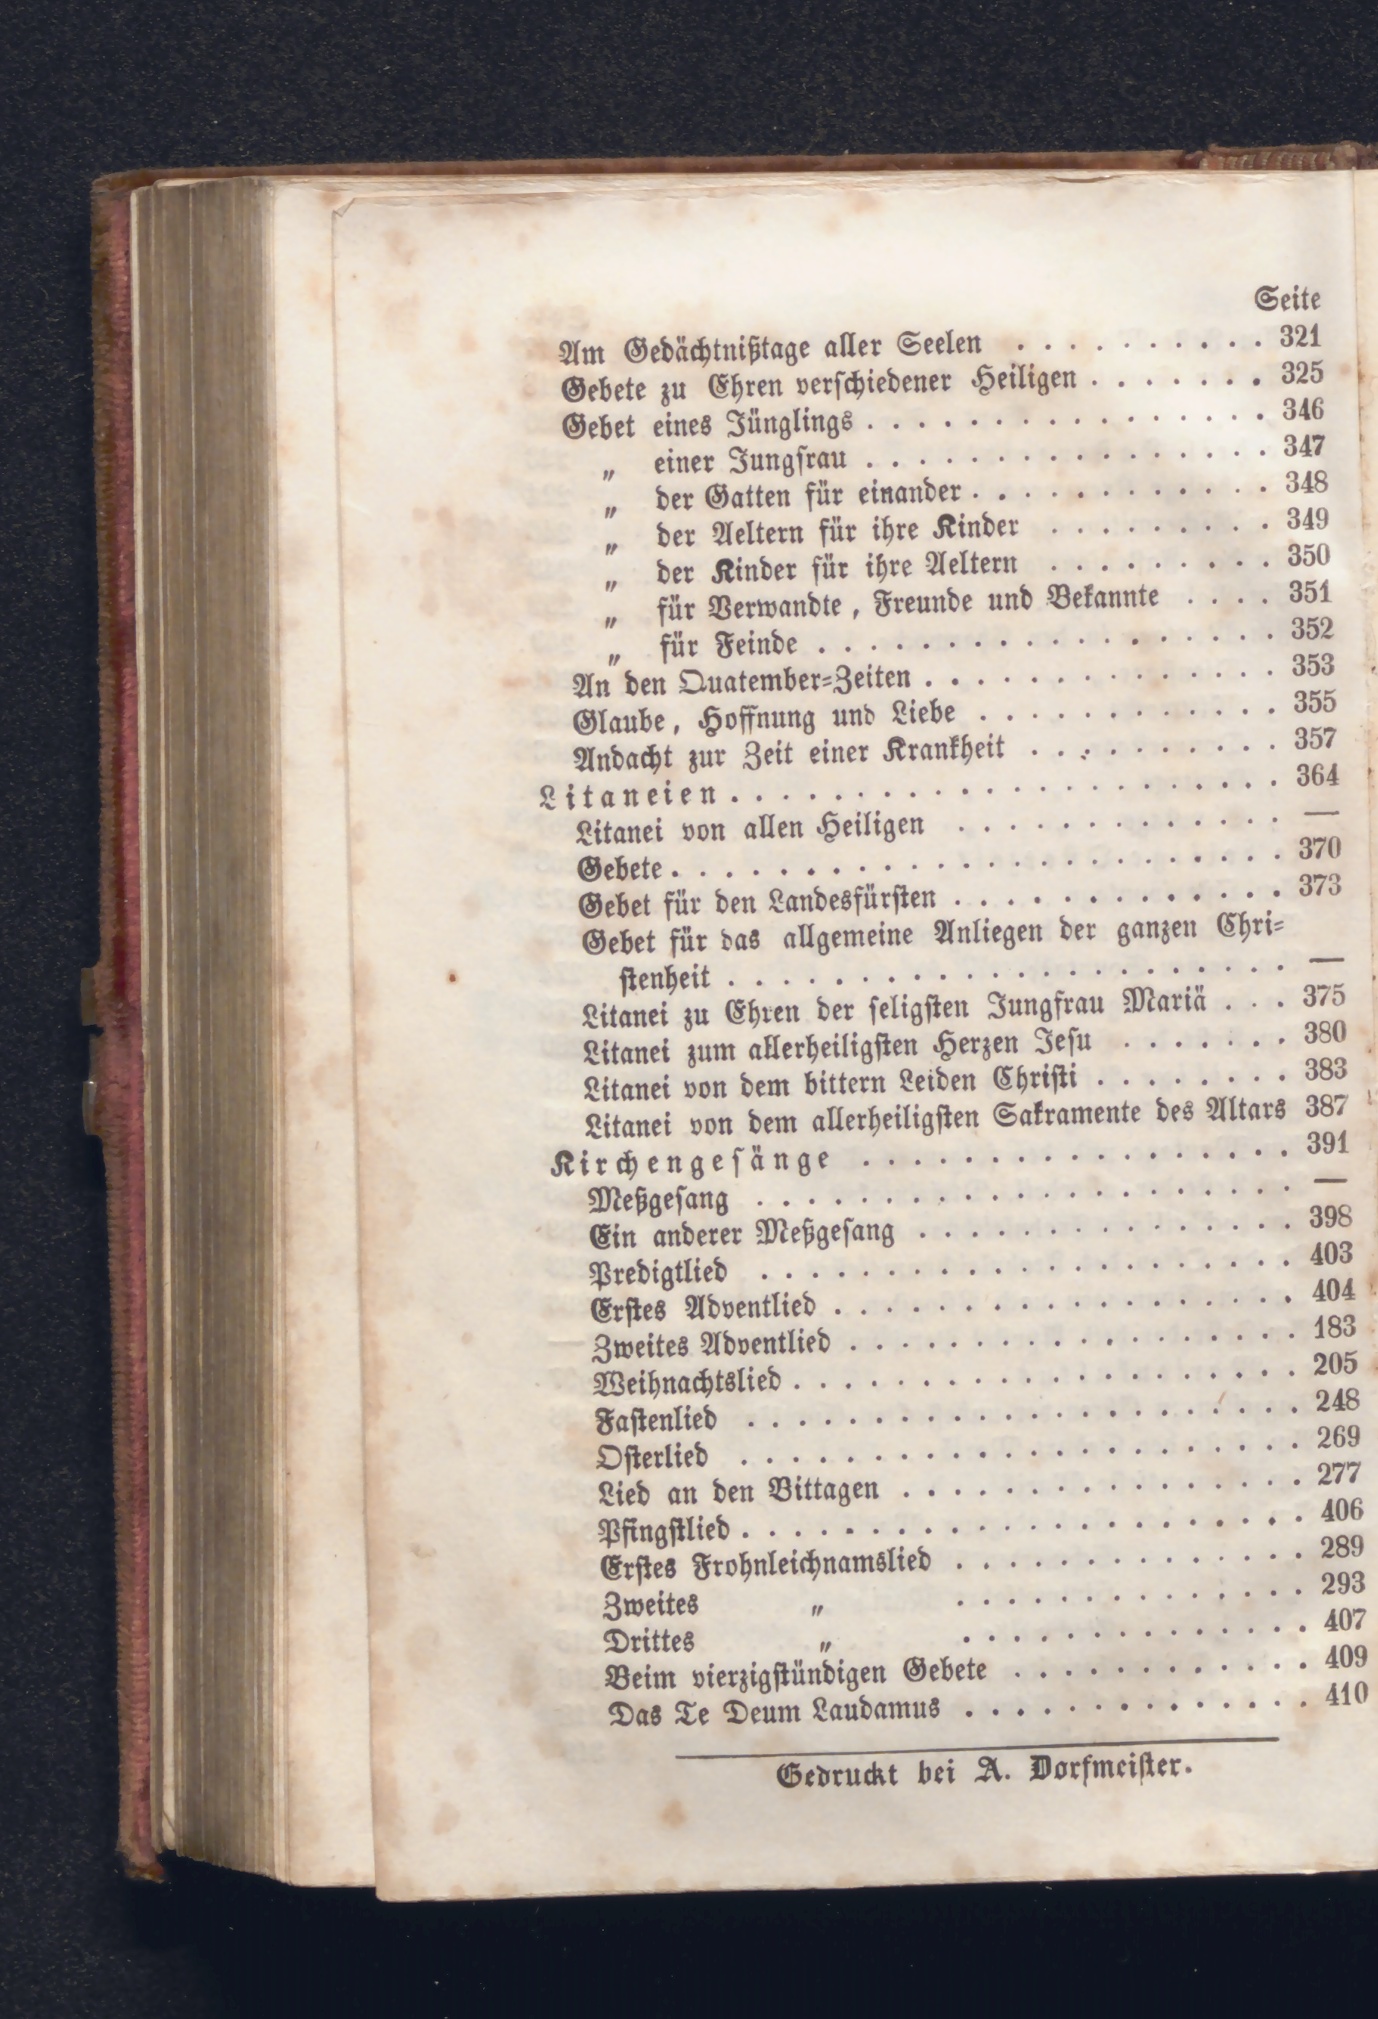 Seite
Am Gedächtnißtage aller Seelen . . . . . . . . . . 321
Gebete zu Ehren verschiedener Heiligen . . . . . . . 325
Gebet eines Jünglings . . . . . . . . . . . . . . . . 346
„ einer Jungfrau . . . . . . . . . . . . . . . . 347
„ der Gatten für einander . . . . . . . . . . . . 348
„ der Aeltern für ihre Kinder . . . . . . . . . 349
„ der Kinder für ihre Aeltern . . . . . . . . . 350
„ für Verwandte, Freunde und Bekannte . . . . 351
„ für Feinde . . . . . . . . . . . . . . . . . . 352
An den Quatember=Zeiten . . . . . . . . . . . . . . 353
Glaube, Hoffnung und Liebe . . . . . . . . . . . . 355
Andacht zur Zeit einer Krankheit . . . . . . . . . . 357
Litaneien . . . . . . . . . . . . . . . . . . . . . . 364
Litanei von allen Heiligen . . . . . . . . . . . . . —
Gebete . . . . . . . . . . . . . . . . . . . . . . . . 370
Gebet für den Landesfürsten . . . . . . . . . . . . . 373
Gebet für das allgemeine Anliegen der ganzen Chri=
stenheit . . . . . . . . . . . . . . . . . . . . . . —
Litanei zu Ehren der seligsten Jungfrau Mariä . . . 375
Litanei zum allerheiligsten Herzen Jesu . . . . . . . 380
Litanei von dem bittern Leiden Christi . . . . . . . . 383
Litanei von dem allerheiligsten Sakramente des Altars 387
Kirchengesänge . . . . . . . . . . . . . . . . . 391
Meßgesang . . . . . . . . . . . . . . . . . . . . . —
Ein anderer Meßgesang . . . . . . . . . . . . . . . 398
Predigtlied . . . . . . . . . . . . . . . . . . . . . 403
Erstes Adventlied . . . . . . . . . . . . . . . . . . 404
Zweites Adventlied . . . . . . . . . . . . . . . . . . 183
Weihnachtslied . . . . . . . . . . . . . . . . . . . . 205
Fastenlied . . . . . . . . . . . . . . . . . . . . . . 248
Osterlied . . . . . . . . . . . . . . . . . . . . . . 269
Lied an den Bittagen . . . . . . . . . . . . . . . . 277
Pfingstlied . . . . . . . . . . . . . . . . . . . . . . 406
Erstes Frohnleichnamslied . . . . . . . . . . . . . . 289
Zweites „ . . . . . . . . . . . . . . 293
Drittes „ . . . . . . . . . . . . . . 407
Beim vierzigstündigen Gebete . . . . . . . . . . . . 409
Das Te Deum Laudamus . . . . . . . . . . . . . . 410
Gedruckt bei A. Dorfmeister.